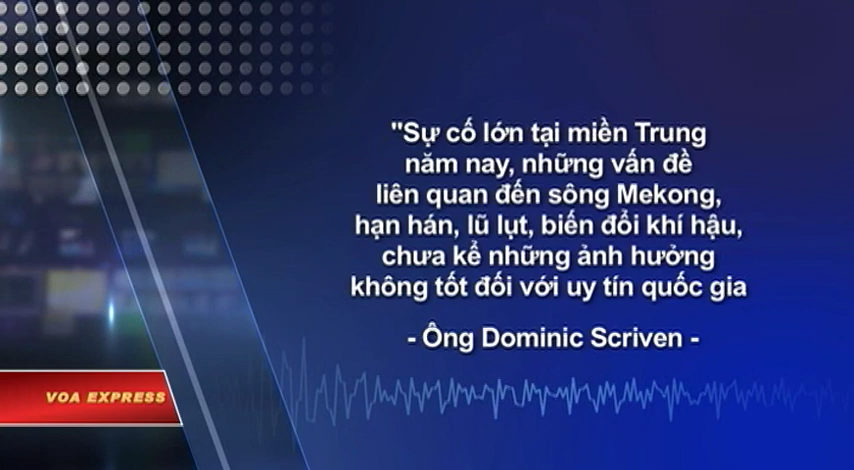 "Sự cố lớn tại miền Trung
năm nay, những vấn đề
liên quan đến sông Mekong,
hạn hán, lũ lụt, biến đổi khí hậu,
chưa kể những ảnh hưởng
không tốt đối với uy tín quốc gia
- Ông Dominic Scriven -
VOA EXPRESS